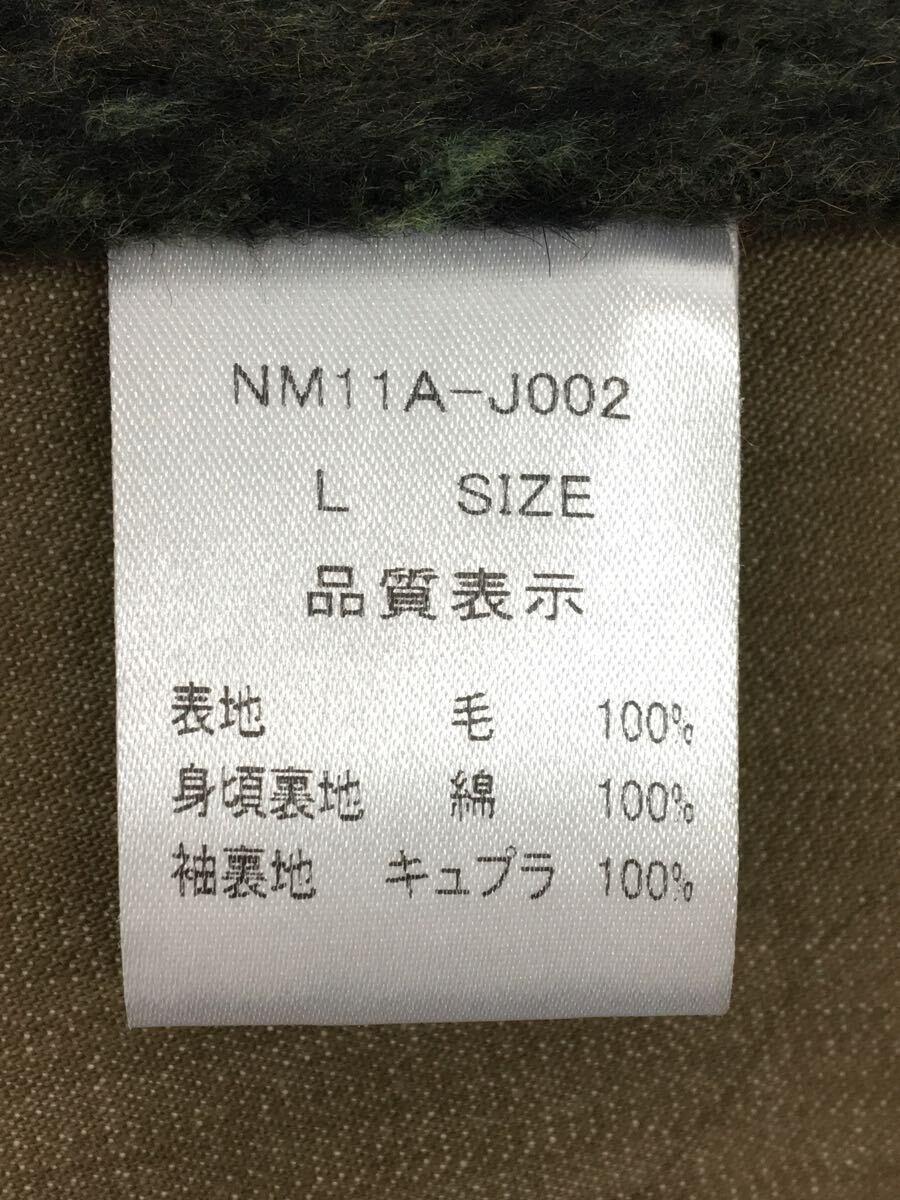 NM11A-J002
L SIZE
品質表示
表地 毛 100%
身頃裏地 綿 100%
袖裏地 キュプラ 100%